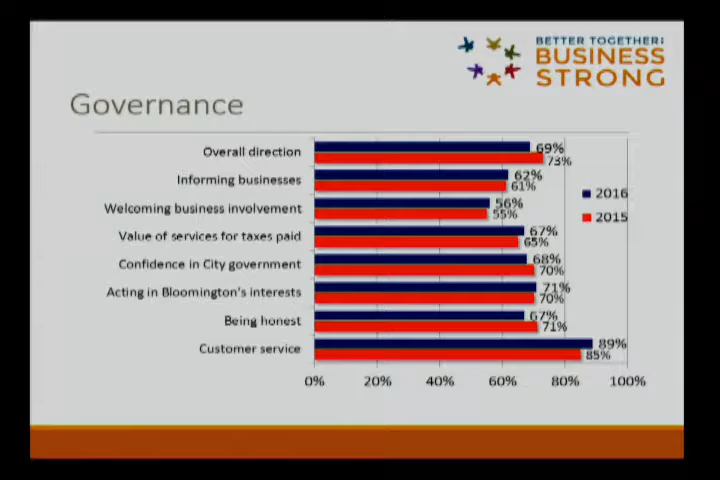 BETTER TOGETHER:
BUSINESS
STRONG
Governance
Overall direction 69% 73%
Informing businesses 62% 61%
Welcoming business involvement 56% 55%
Value of services for taxes paid 67% 65%
Confidence in City government 68% 70%
Acting in Bloomington's interests 71% 70%
Being honest 67% 71%
Customer service 89% 85%
2016
2015
0% 20% 40% 60% 80% 100%